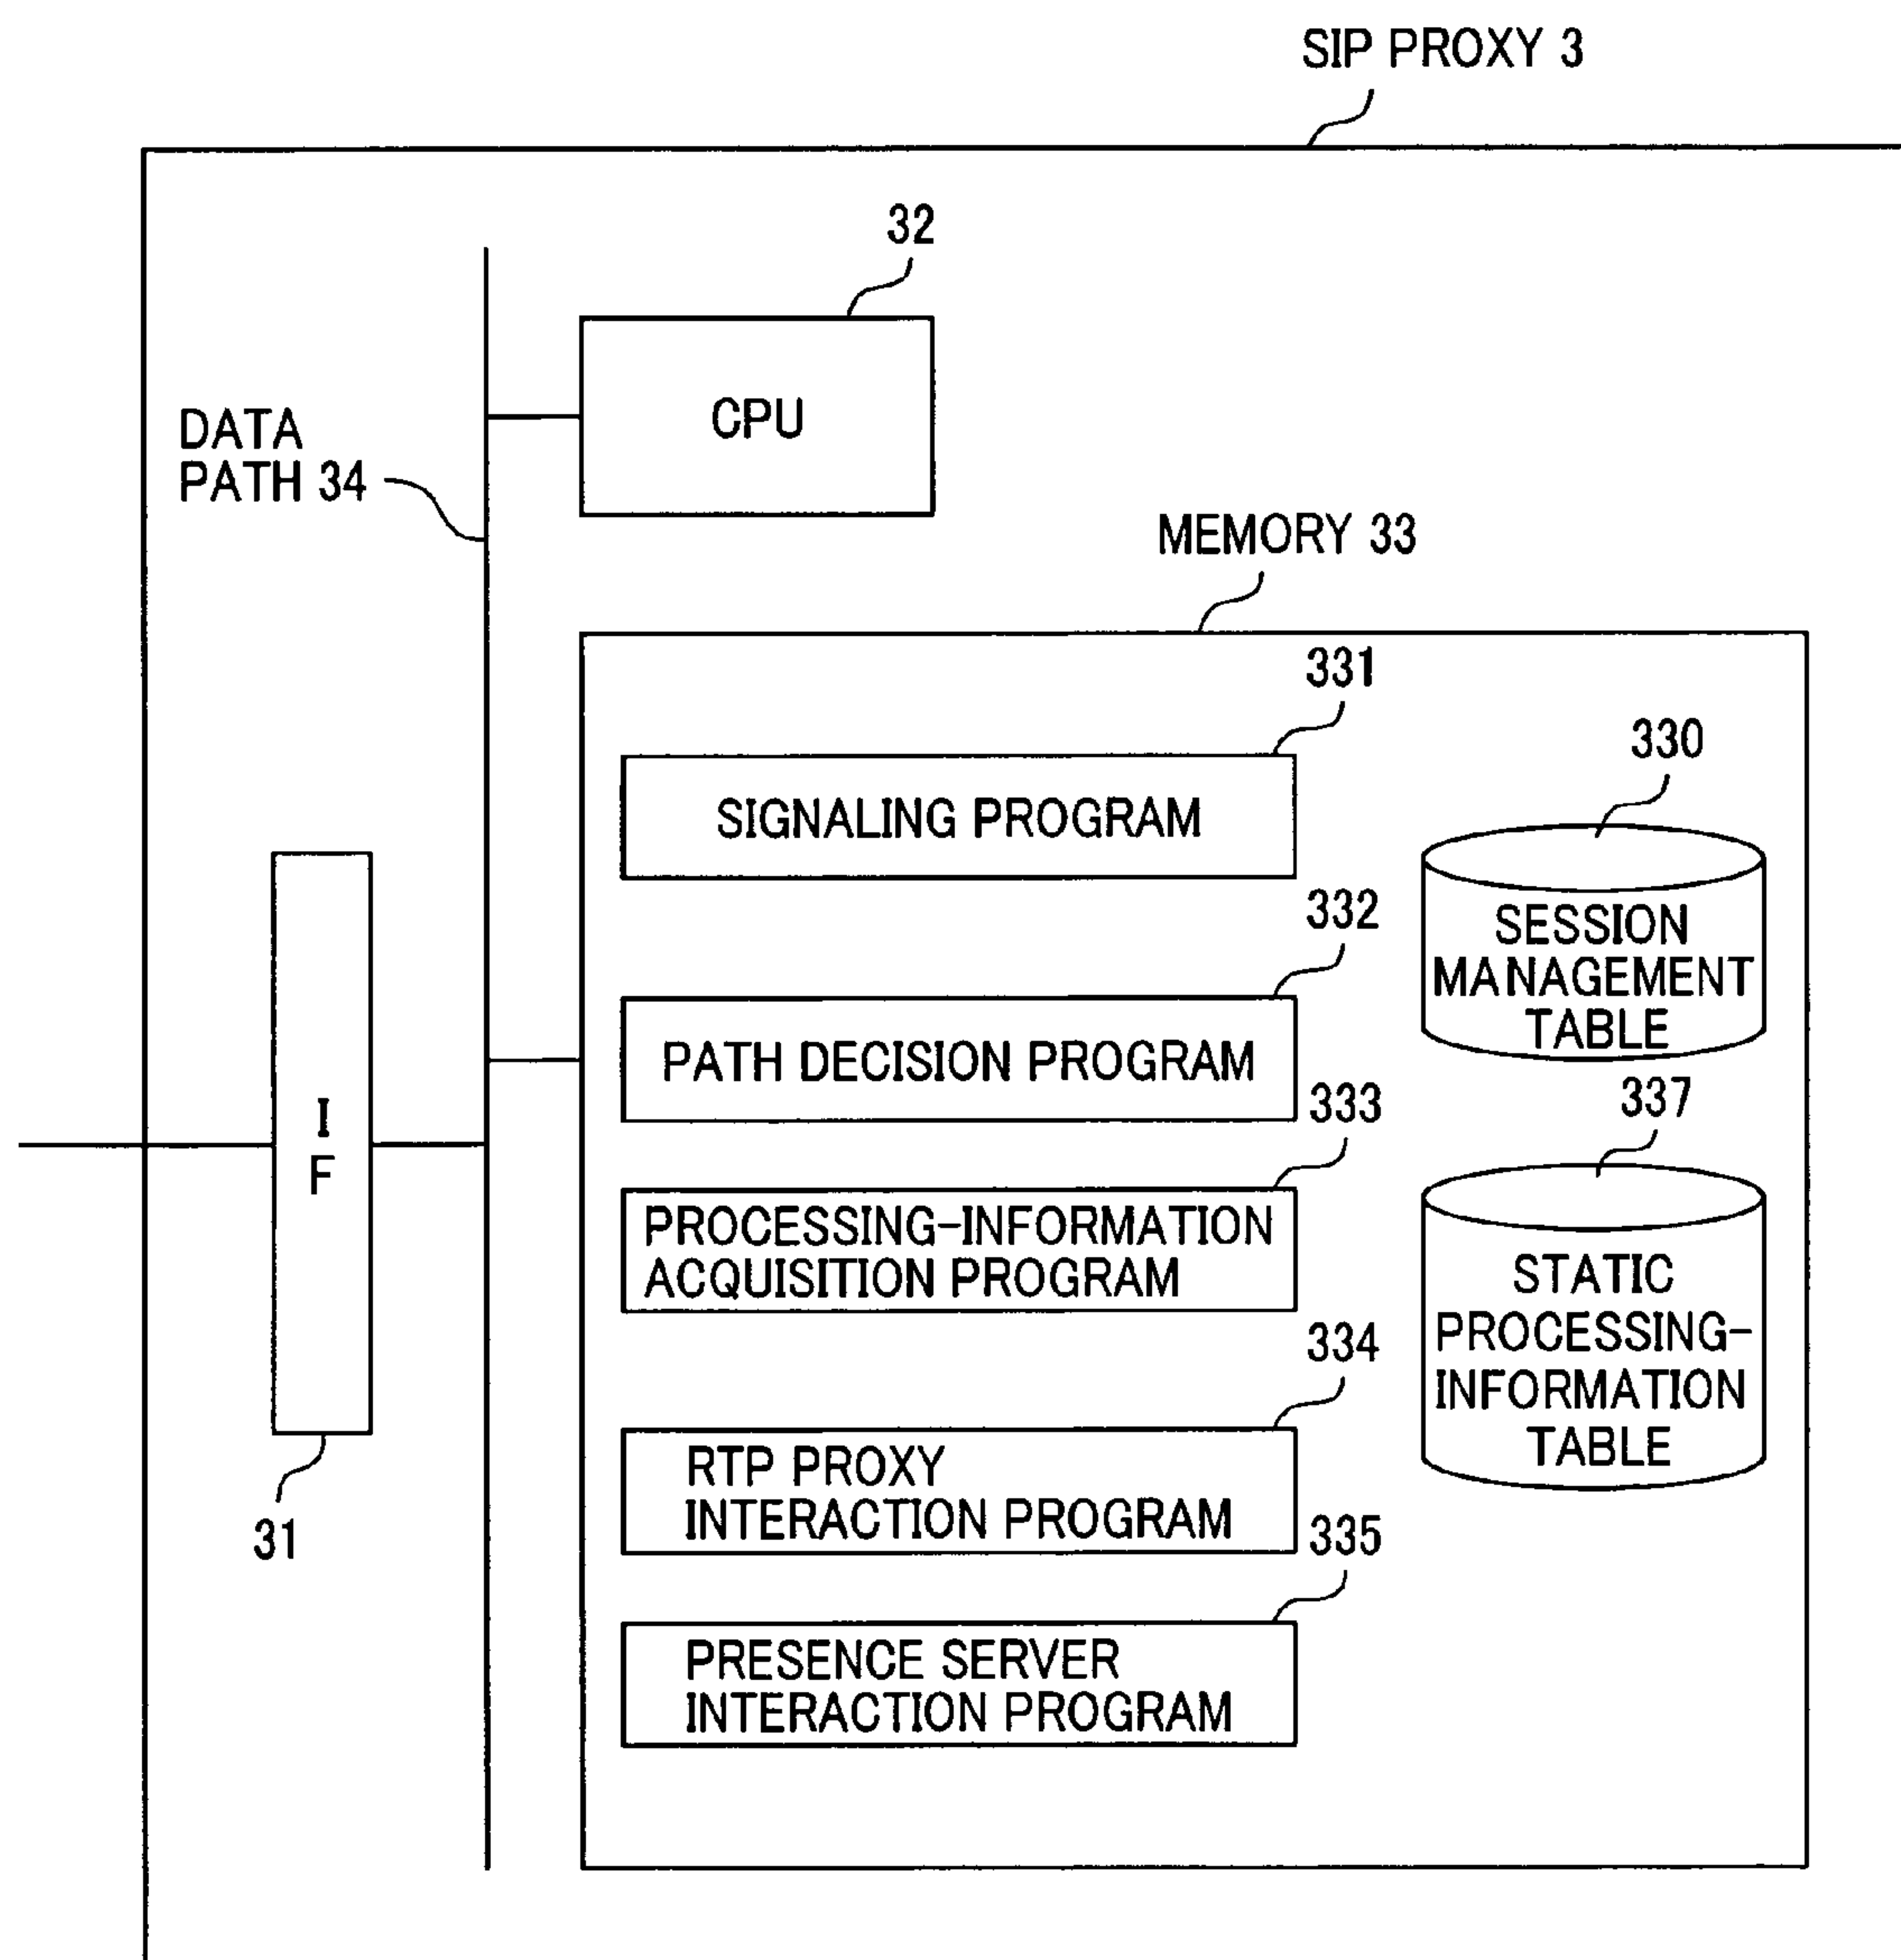 SIP PROXY 3
32
CPU
DATA
PATH 34
MEMORY 33
331
SIGNALING PROGRAM
330
SESSION
MANAGEMENT
TABLE
332
PATH DECISION PROGRAM
333
PROCESSING-INFORMATION
ACQUISITION PROGRAM
337
STATIC
PROCESSING-
INFORMATION
TABLE
I
F
31
334
RTP PROXY
INTERACTION PROGRAM
335
PRESENCE SERVER
INTERACTION PROGRAM